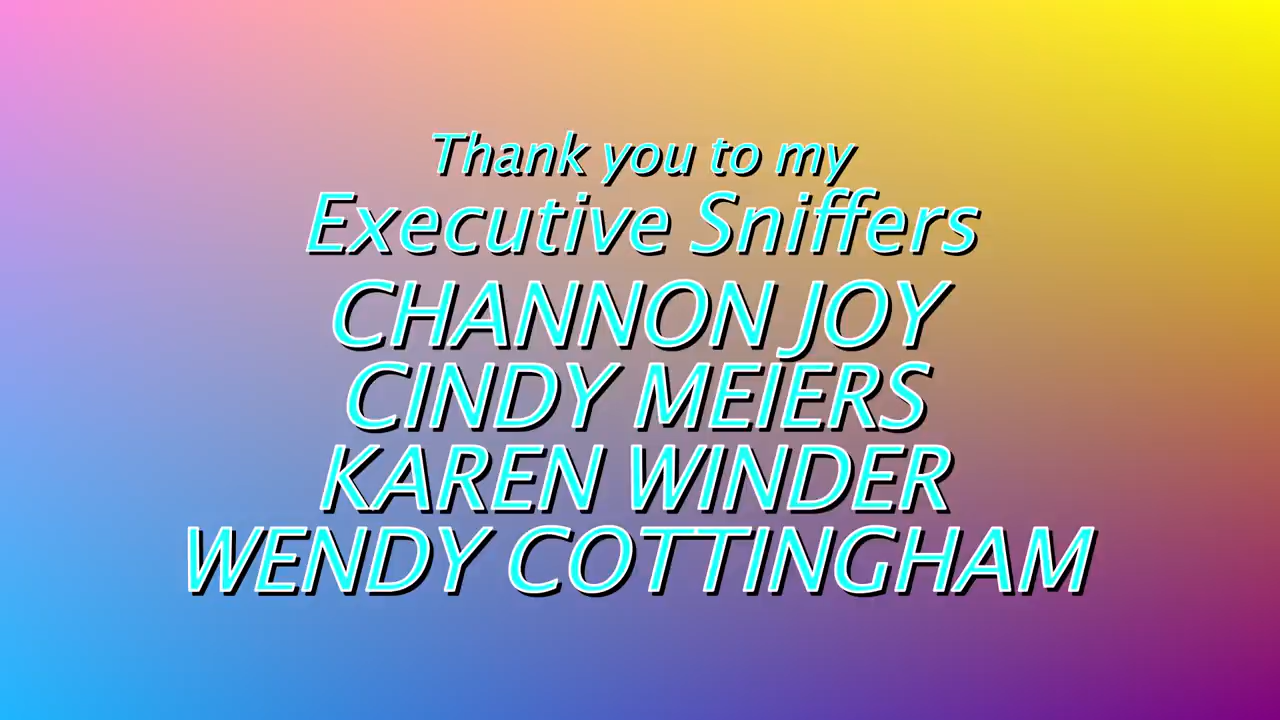 Thank you to my
Executive Sniffers
CHANNON JOY
CINDY MEIERS
KAREN WINDER
WENDY COTTINGHAM